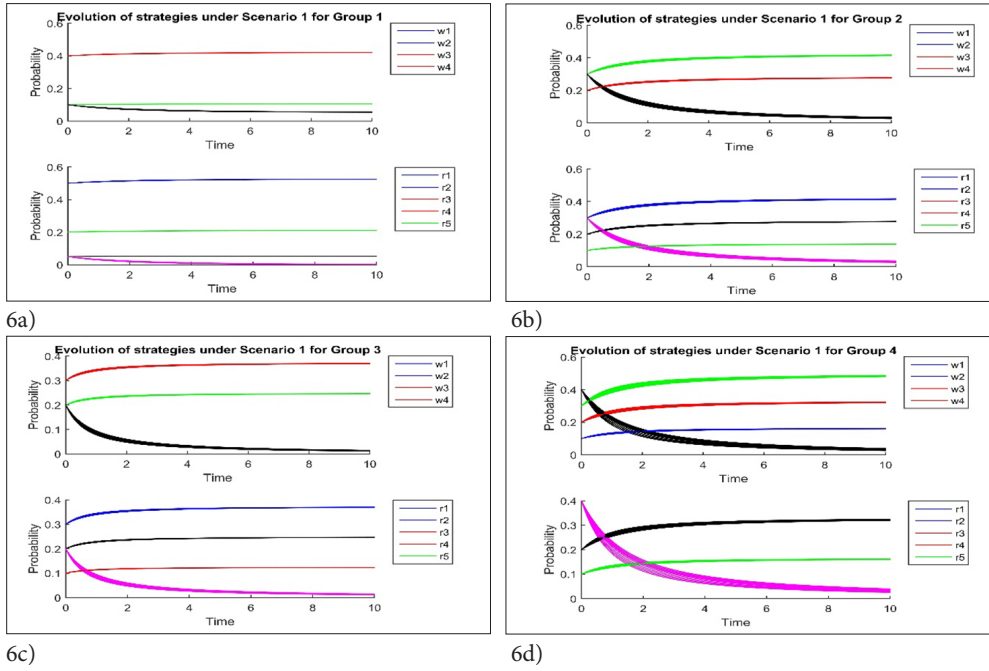 Evolution of strategies under Scenario 1 for Group 1
0.6
0.4
0.2
0
Probability
0 2 4 6 8 10
Time
w1
w2
w3
w4
0.6
0.4
0.2
0
Probability
0 2 4 6 8 10
Time
r1
r2
r3
r4
r5
6a)
Evolution of strategies under Scenario 1 for Group 2
0.6
0.4
0.2
0
Probability
0 2 4 6 8 10
Time
w1
w2
w3
w4
0.6
0.4
0.2
0
Probability
0 2 4 6 8 10
Time
r1
r2
r3
r4
r5
6b)
Evolution of strategies under Scenario 1 for Group 3
0.4
0.3
0.2
0.1
0
Probability
0 2 4 6 8 10
Time
w1
w2
w3
w4
0.4
0.3
0.2
0.1
0
Probability
0 2 4 6 8 10
Time
r1
r2
r3
r4
r5
6c)
Evolution of strategies under Scenario 1 for Group 4
0.6
0.4
0.2
0
Probability
0 2 4 6 8 10
Time
w1
w2
w3
w4
0.4
0.3
0.2
0.1
0
Probability
0 2 4 6 8 10
Time
r1
r2
r3
r4
r5
6d)